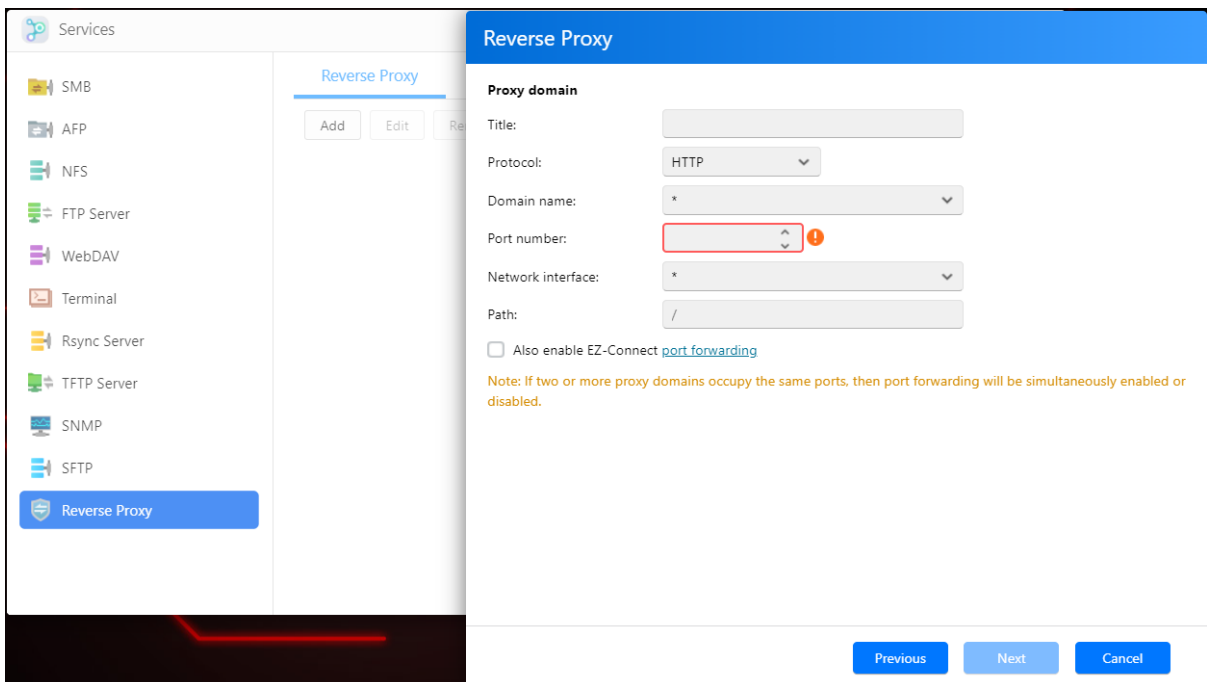 Services
SMB
AFP
NFS
FTP Server
WebDAV
Terminal
Rsync Server
TFTP Server
SNMP
SFTP
Reverse Proxy
Reverse Proxy
Add
Edit
Reverse Proxy
Proxy domain
Title:
Protocol: HTTP
Domain name: *
Port number:
Network interface: *
Path: /
Also enable EZ-Connect port forwarding
Note: If two or more proxy domains occupy the same ports, then port forwarding will be simultaneously enabled or
disabled.
Previous Next Cancel